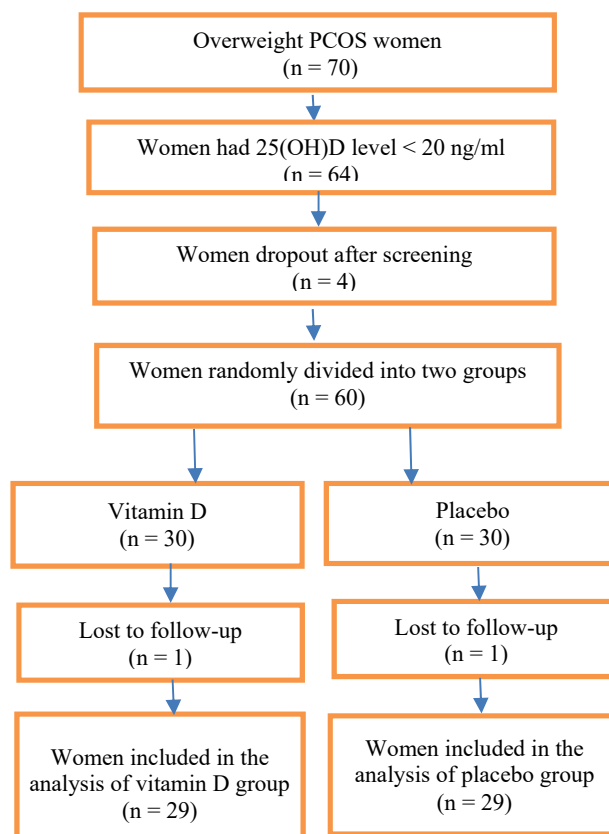 Overweight PCOS women
(n = 70)
Women had 25(OH)D level < 20 ng/ml
(n = 64)
Women dropout after screening
(n = 4)
Women randomly divided into two groups
(n = 60)
Vitamin D
(n = 30)
Placebo
(n = 30)
Lost to follow-up
(n = 1)
Lost to follow-up
(n = 1)
Women included in the
analysis of vitamin D group
(n = 29)
Women included in the
analysis of placebo group
(n = 29)